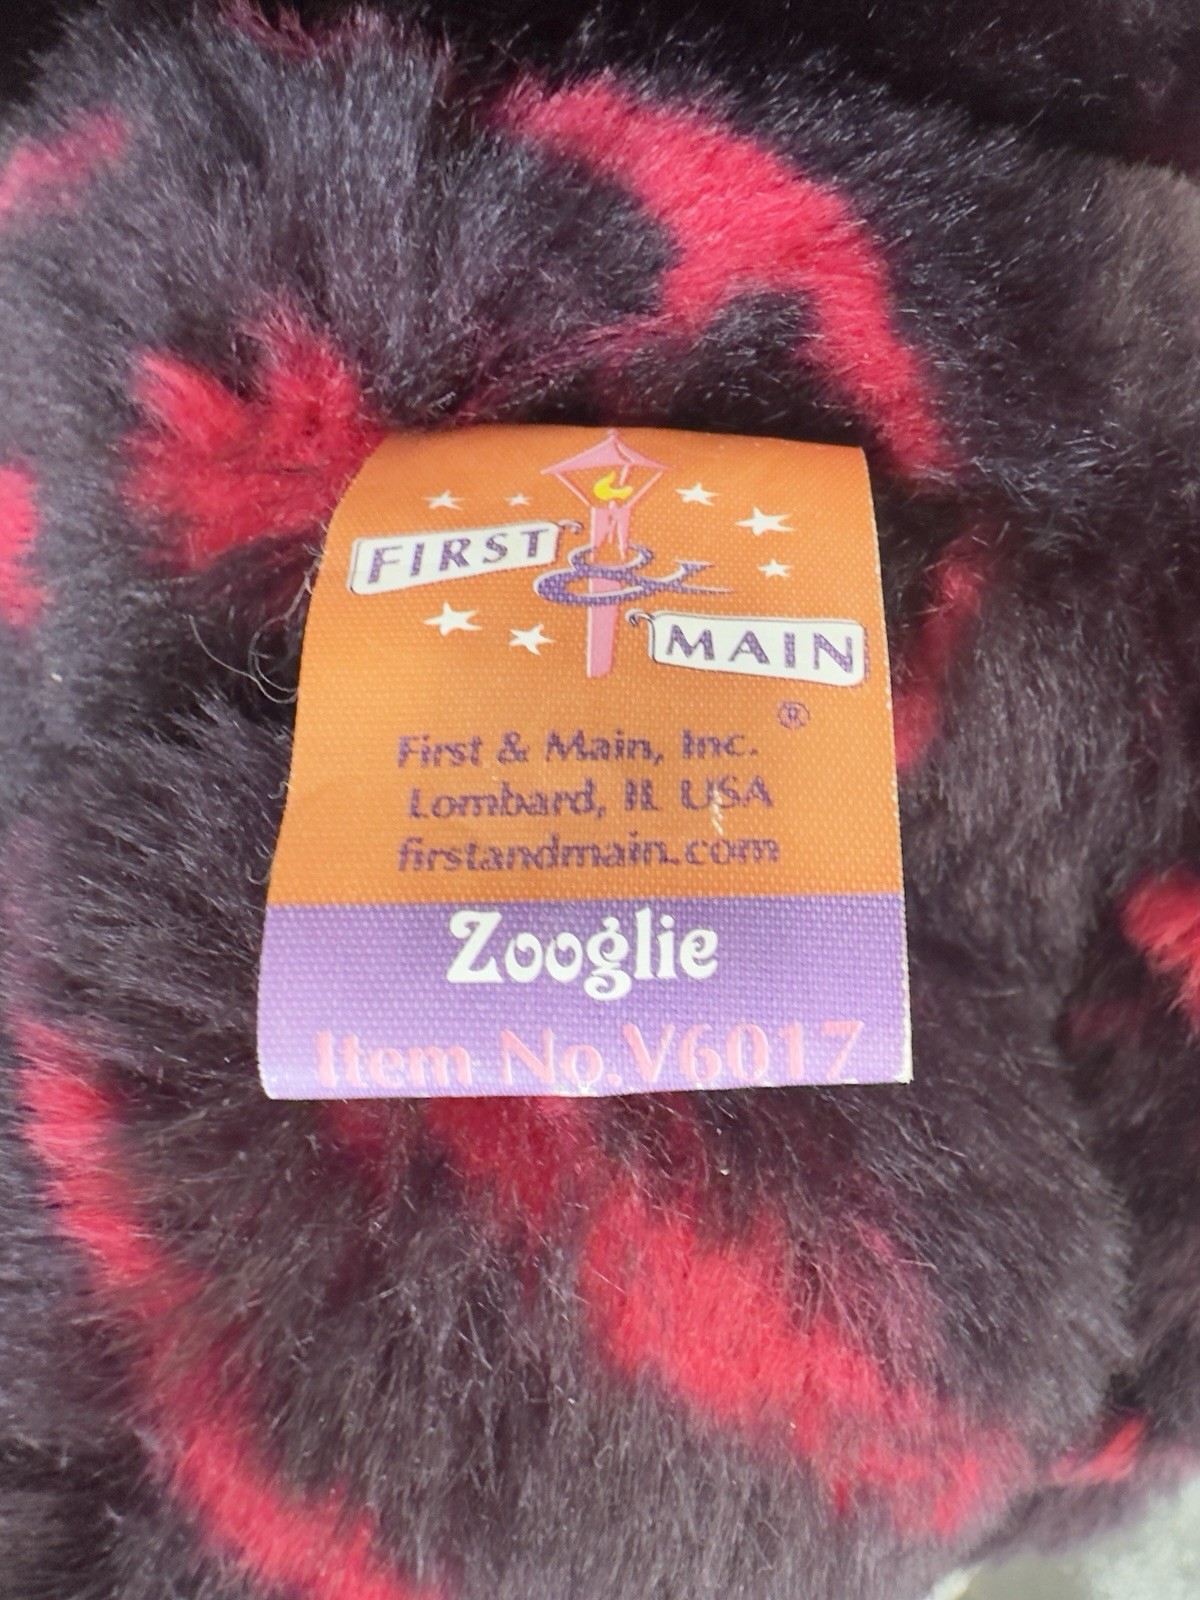 FIRST
&
MAIN
®
First & Main, Inc.
Lombard, IL USA
firstandmain.com
Zooglie
Item No.V6017